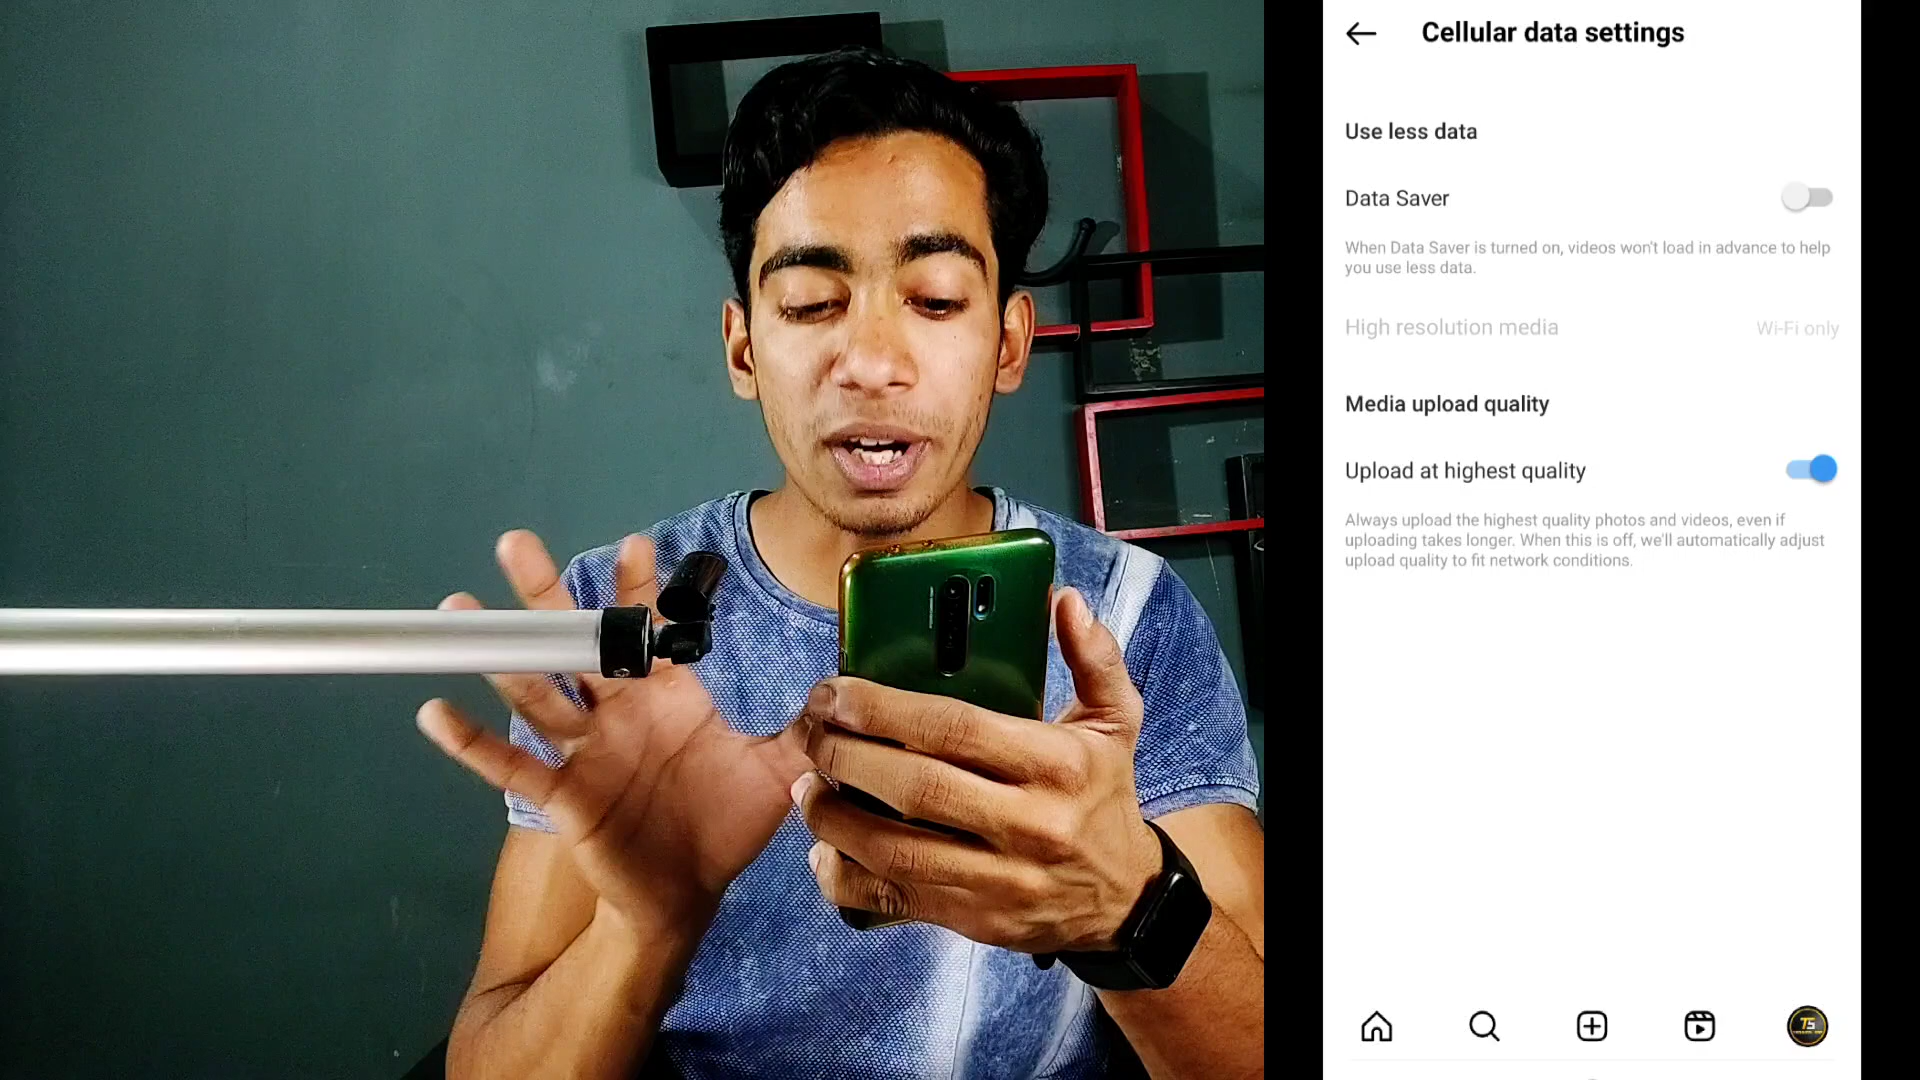 Cellular data settings
Use less data
Data Saver
When Data Saver is turned on, videos won't load in advance to help
you use less data.
High resolution media Wi-Fi only
Media upload quality
Upload at highest quality
Always upload the highest quality photos and videos, even if
uploading takes longer. When this is off, we'll automatically adjust
upload quality to fit network conditions.
TS